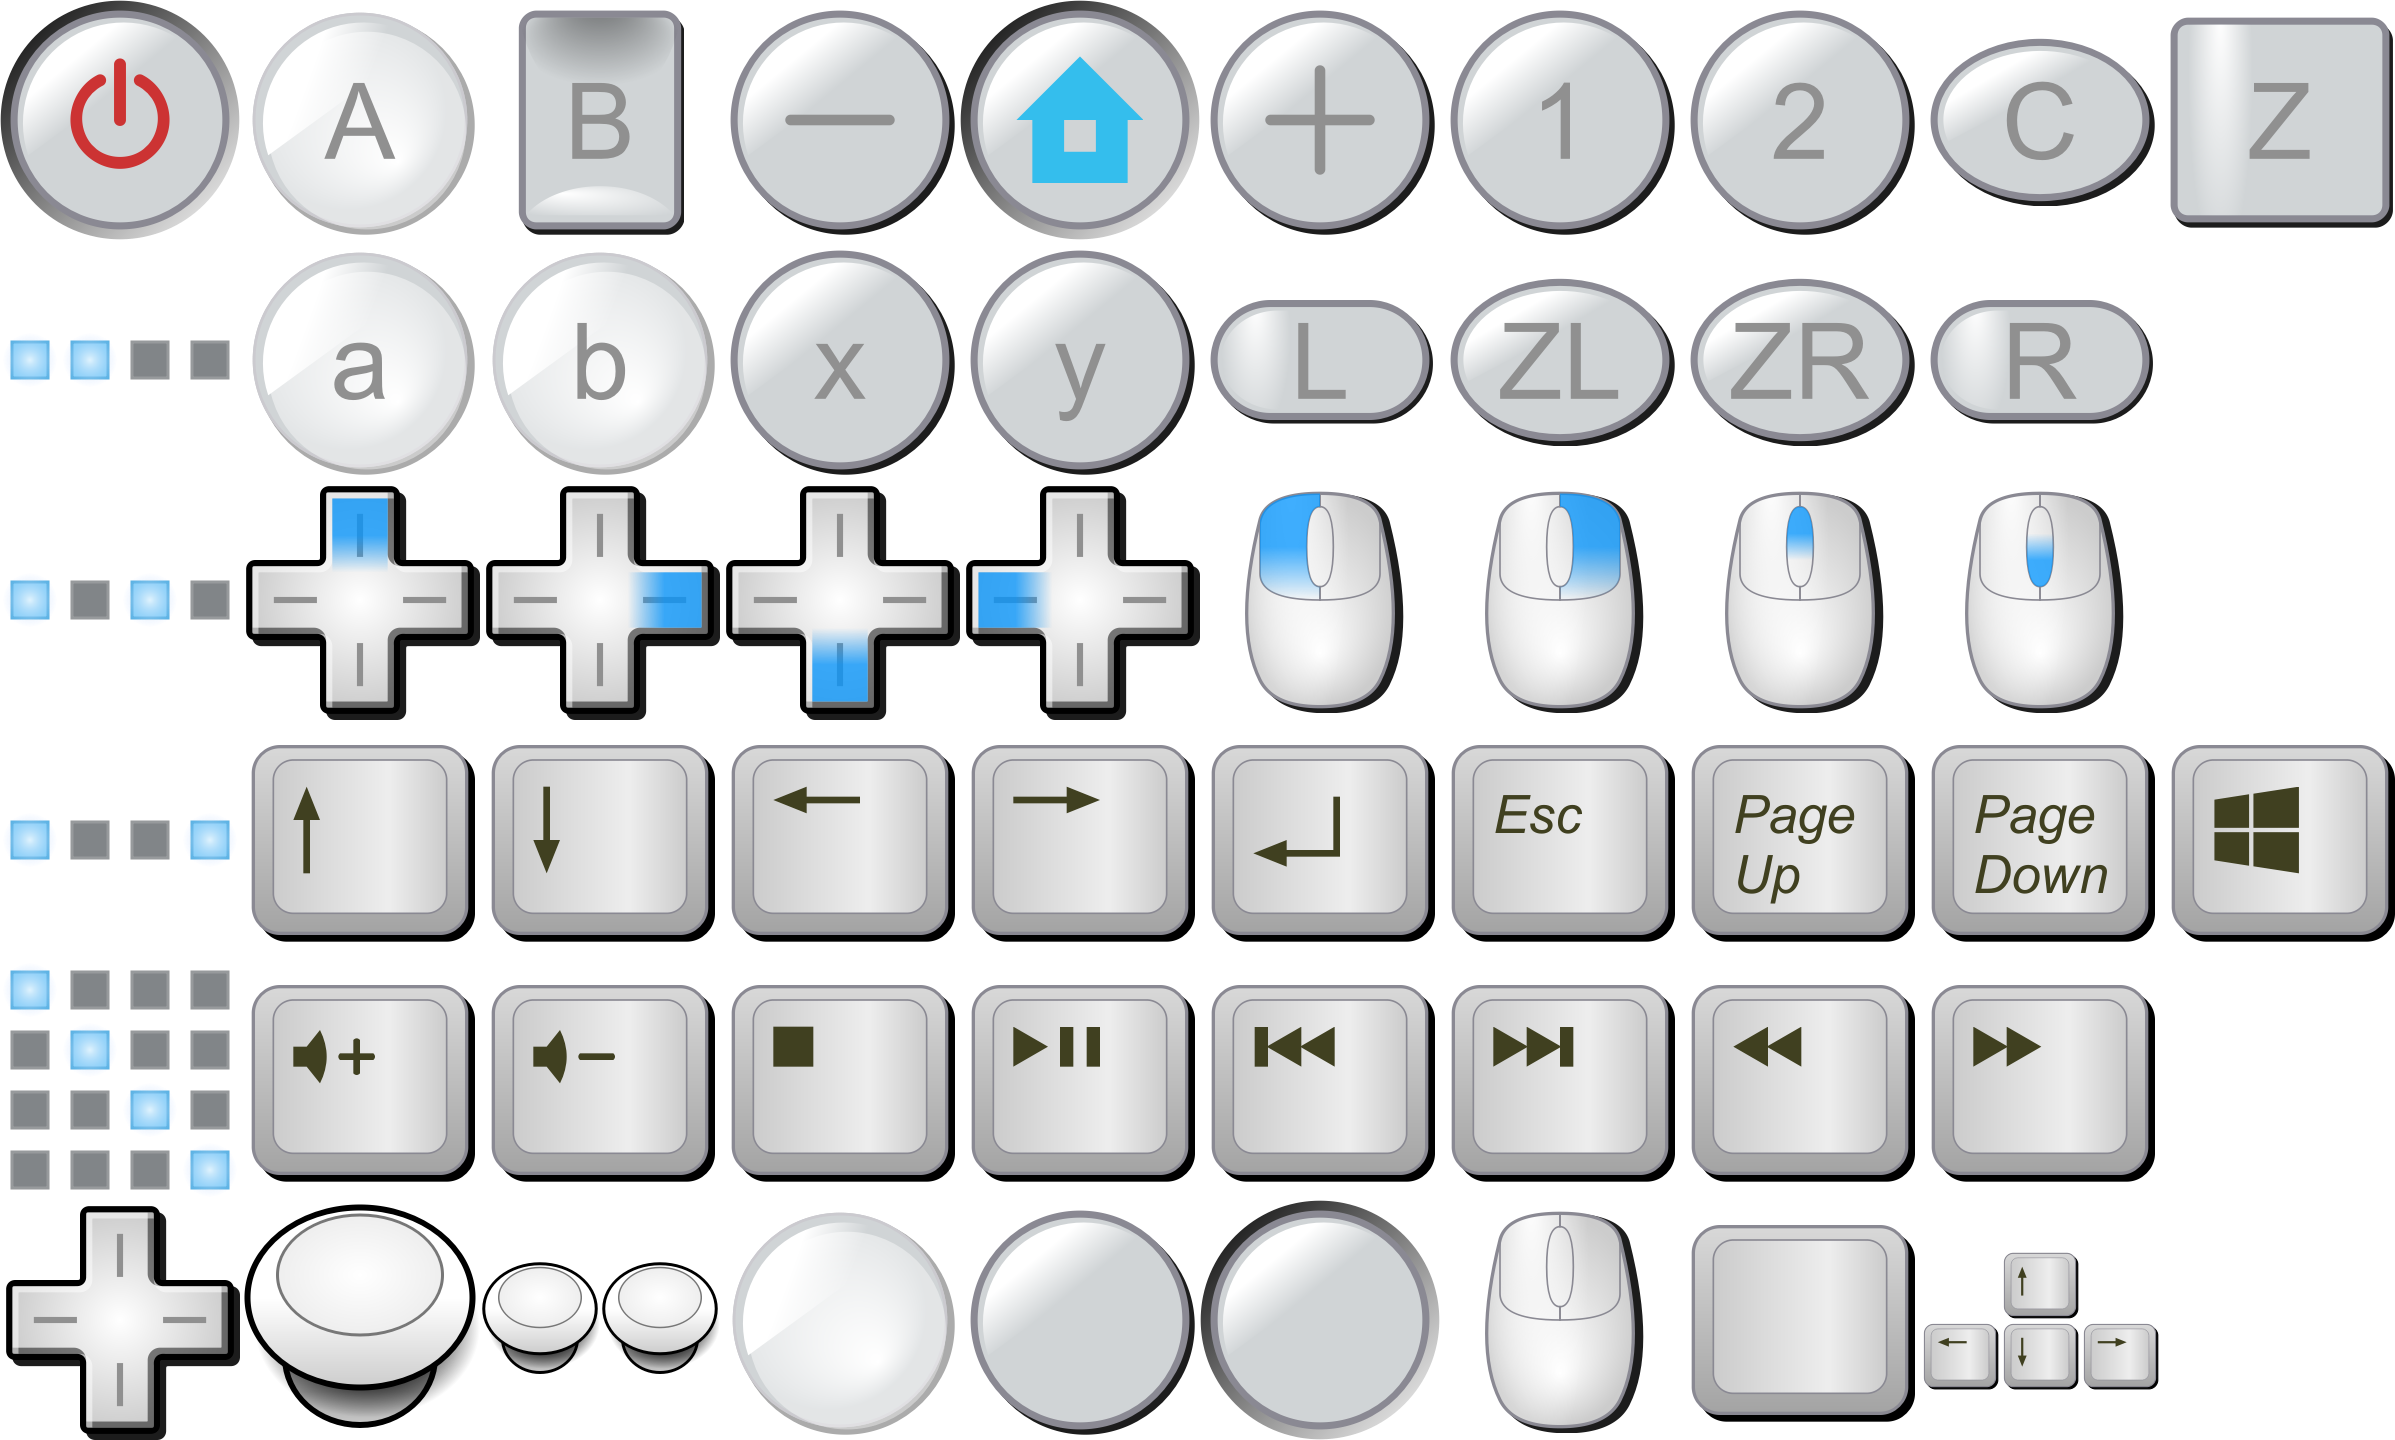 A B − + 1 2 C Z
a b x y L ZL ZR R
Esc Page Up Page Down
+ −